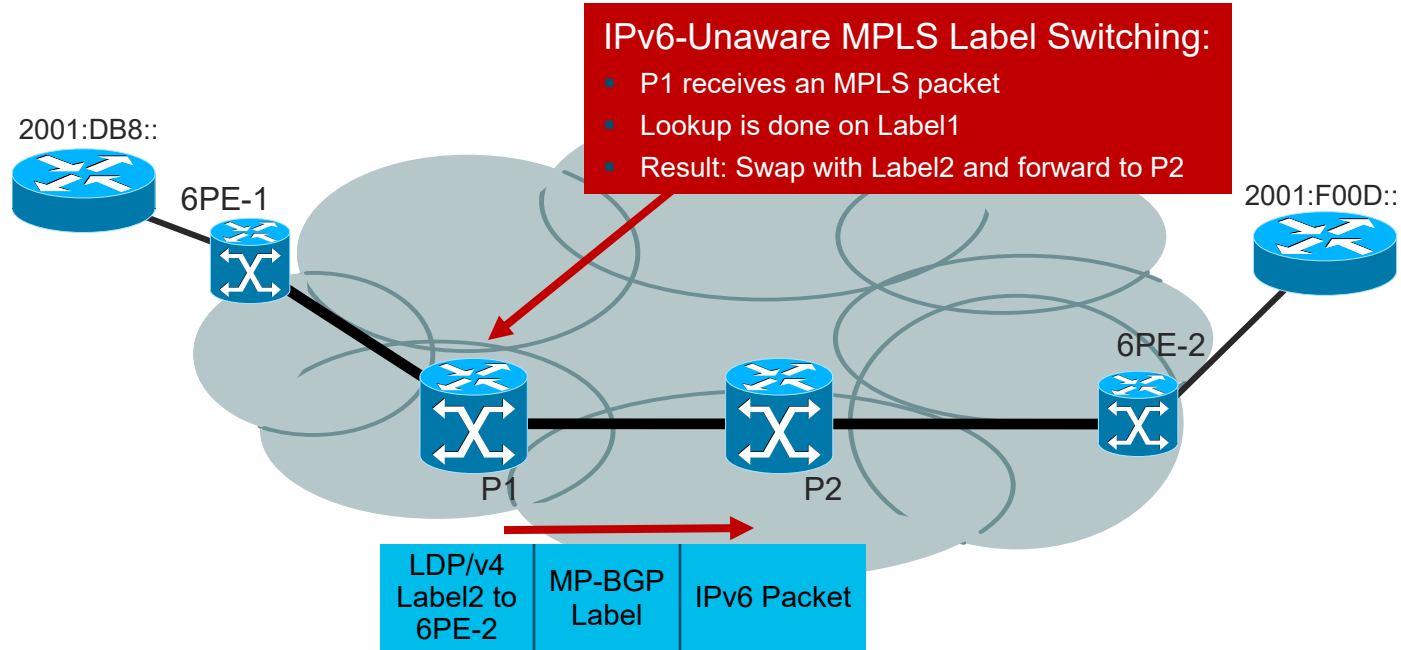 IPv6-Unaware MPLS Label Switching:
P1 receives an MPLS packet
Lookup is done on Label1
Result: Swap with Label2 and forward to P2
2001:DB8::
6PE-1
2001:F00D::
6PE-2
P1
P2
LDP/v4
Label2 to
6PE-2
MP-BGP
Label
IPv6 Packet